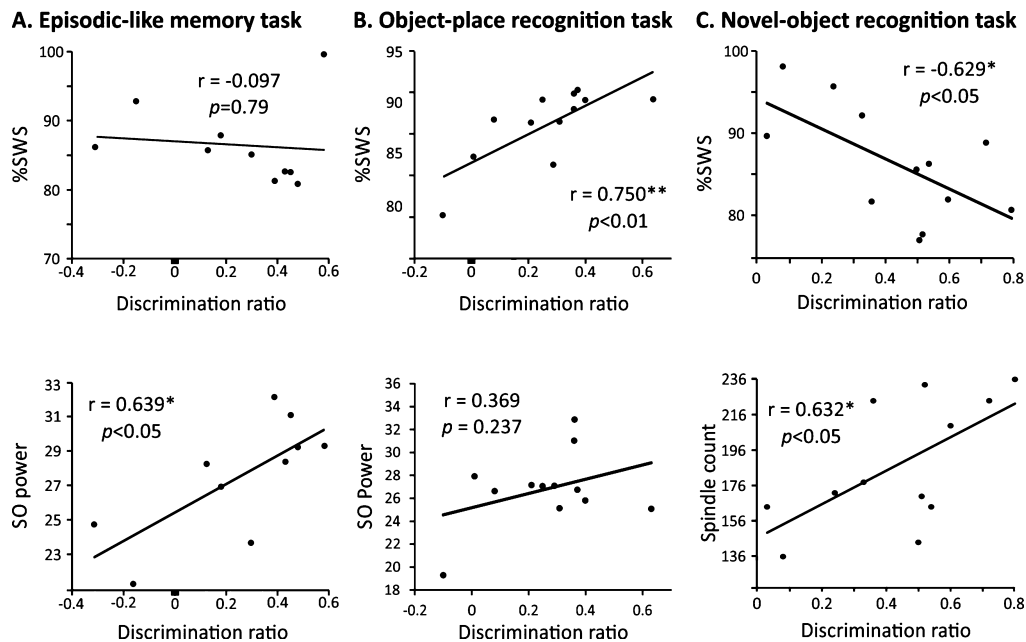 A. Episodic-like memory task
100
90
80
70
%SWS
r = -0.097
p=0.79
-0.4 -0.2 0 0.2 0.4 0.6
Discrimination ratio
B. Object-place recognition task
95
90
85
80
%SWS
r = 0.750**
p<0.01
-0.2 0 0.2 0.4 0.6
Discrimination ratio
C. Novel-object recognition task
100
90
80
%SWS
r = -0.629*
p<0.05
0 0.2 0.4 0.6 0.8
Discrimination ratio
33
31
29
27
25
23
SO power
r = 0.639*
p<0.05
-0.4 -0.2 0 0.2 0.4 0.6
Discrimination ratio
36
34
32
30
28
26
24
22
20
18
SO Power
r = 0.369
p = 0.237
-0.2 0 0.2 0.4 0.6
Discrimination ratio
236
216
196
176
156
136
Spindle count
r = 0.632*
p<0.05
0 0.2 0.4 0.6 0.8
Discrimination ratio